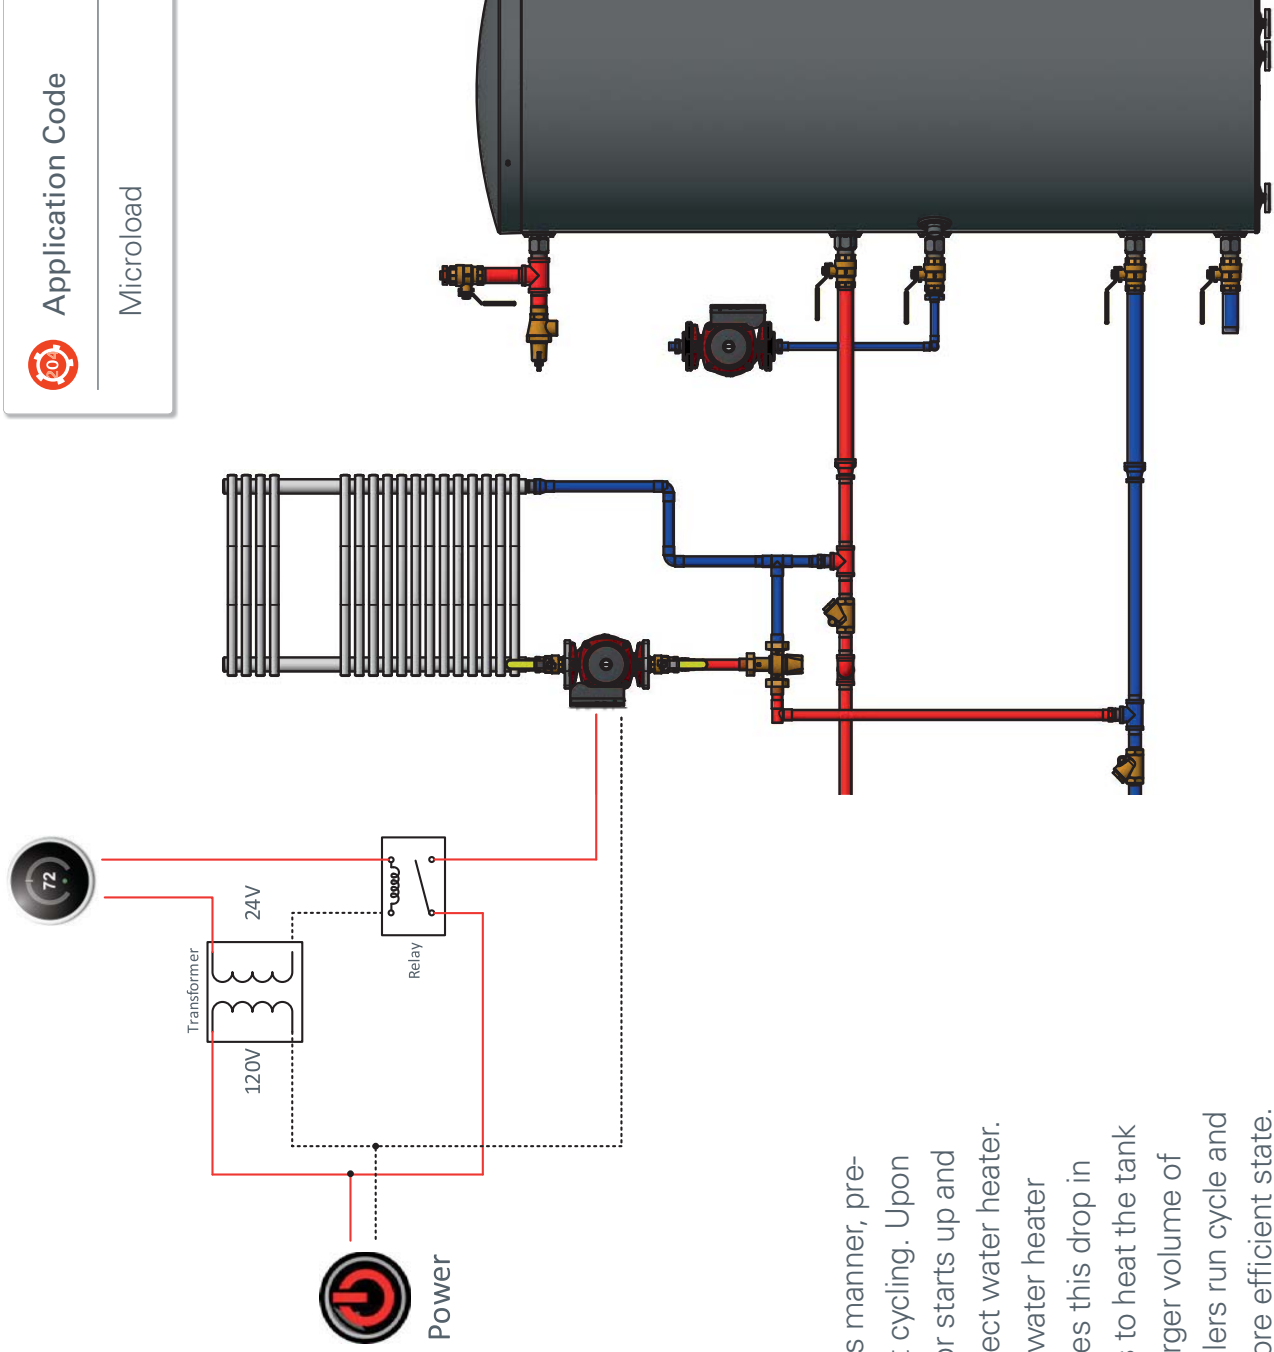 204 Application Code
Microload
72
Transformer
24V
120V
Relay
Power
s manner, pre-
cycling. Upon
or starts up and
ect water heater.
water heater
es this drop in
s to heat the tank
rger volume of
lers run cycle and
ore efficient state.